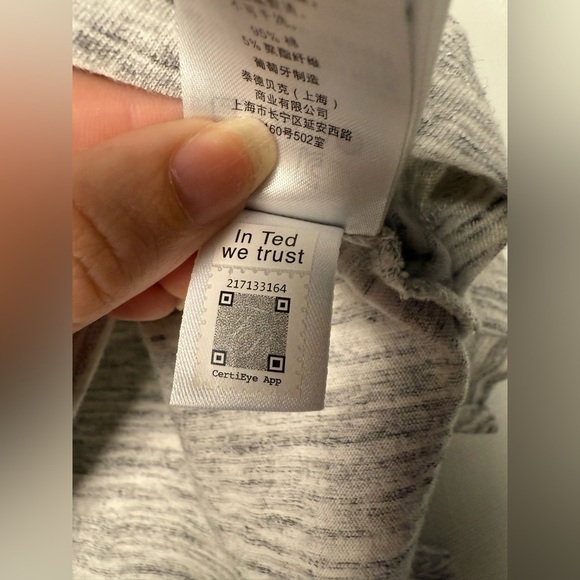 95% 棉
5% 聚酯纤维
葡萄牙制造
泰德贝克（上海）
商业有限公司
上海市长宁区延安西路
60号502室
In Ted
we trust
217133164
CertiEye App